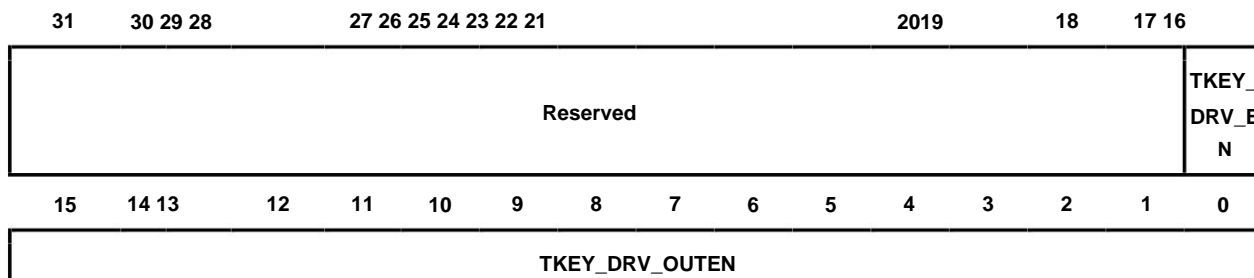 31 30 29 28 27 26 25 24 23 22 21 2019 18 17 16
Reserved
TKEY_
DRV_E
N
15 14 13 12 11 10 9 8 7 6 5 4 3 2 1 0
TKEY_DRV_OUTEN